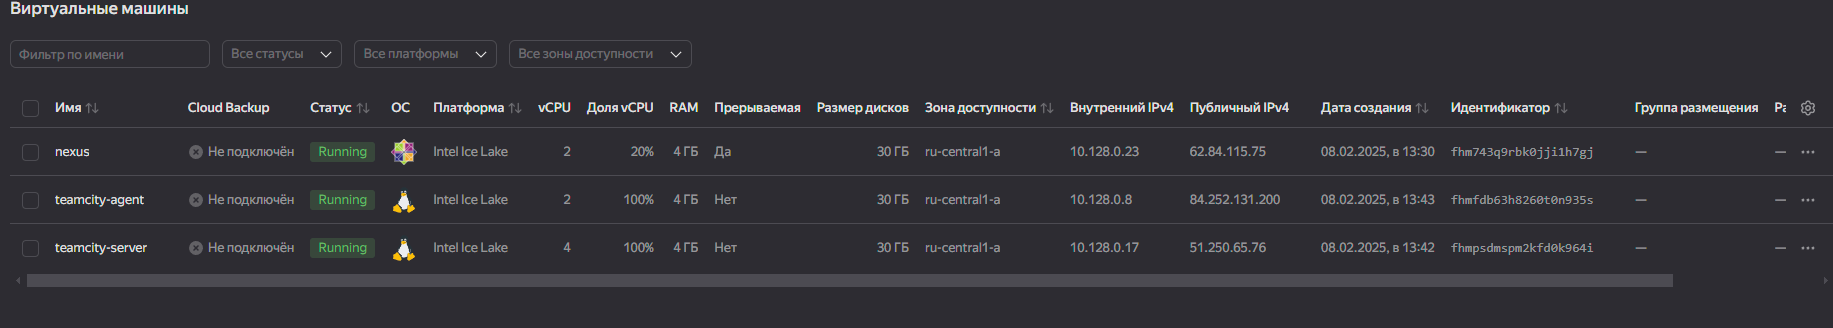 Виртуальные машины
Фильтр по имени Все статусы Все платформы Все зоны доступности
Имя Cloud Backup Статус ОС Платформа vCPU Доля vCPU RAM Прерываемая Размер дисков Зона доступности Внутренний IPv4 Публичный IPv4 Дата создания Идентификатор Группа размещения Ра
nexus Не подключён Running Intel Ice Lake 2 20% 4 ГБ Да 30 ГБ ru-central1-a 10.128.0.23 62.84.115.75 08.02.2025, в 13:30 fhm743q9rbk0jji1h7gj — —
teamcity-agent Не подключён Running Intel Ice Lake 2 100% 4 ГБ Нет 30 ГБ ru-central1-a 10.128.0.8 84.252.131.200 08.02.2025, в 13:43 fhmfdb63h8260t0n935s — —
teamcity-server Не подключён Running Intel Ice Lake 4 100% 4 ГБ Нет 30 ГБ ru-central1-a 10.128.0.17 51.250.65.76 08.02.2025, в 13:42 fhmpsdmspm2kfd0k964i — —